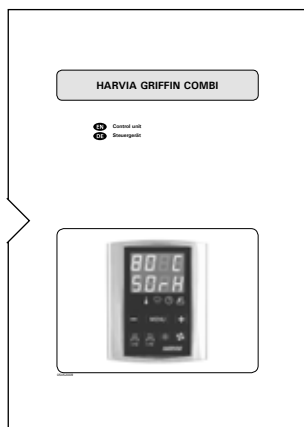 HARVIA GRIFFIN COMBI
EN Control unit
DE Steuergerät
80 C
50rH
MENU